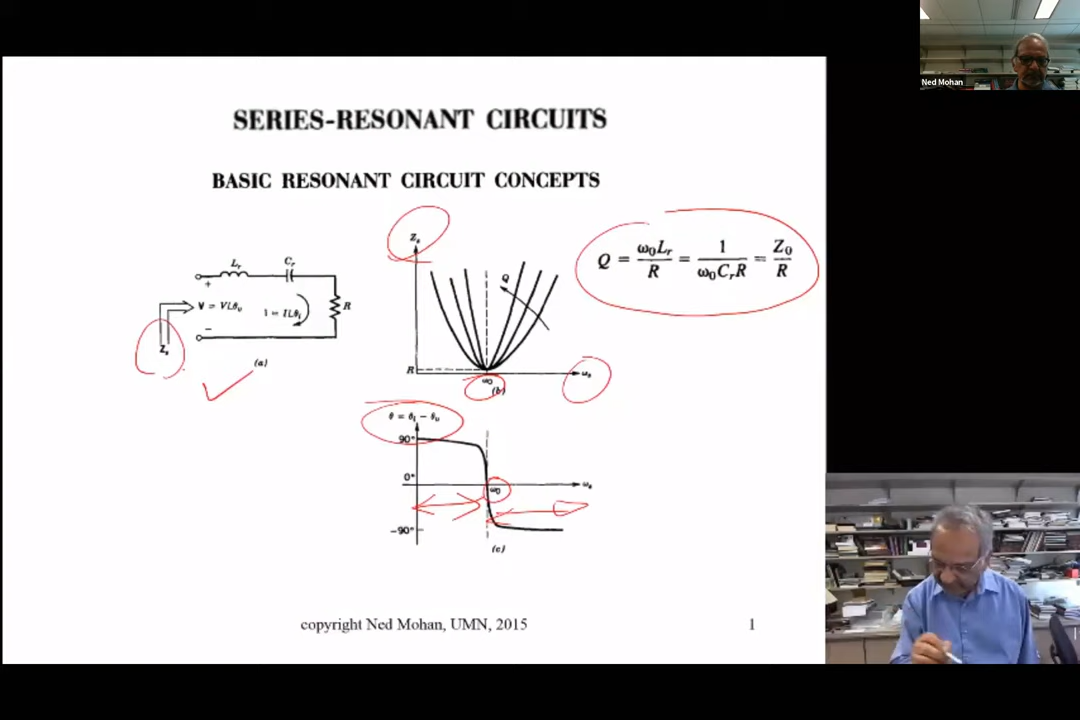 Ned Mohan
SERIES-RESONANT CIRCUITS
BASIC RESONANT CIRCUIT CONCEPTS
Q = ω₀Lᵣ/R = 1/ω₀CᵣR = Z₀/R
Lᵣ
Cᵣ
+
V = V∠θᵥ
I = I∠θᵢ
R
−
Zₛ
(a)
Zₛ
Q
R
ω₀
ωₛ
(b)
θ = θᵢ − θᵥ
90°
0°
ω₀
ωₛ
−90°
(c)
copyright Ned Mohan, UMN, 2015
1